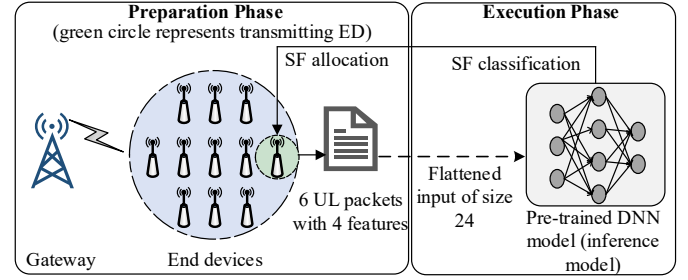 Preparation Phase
(green circle represents transmitting ED)
SF allocation
6 UL packets
with 4 features
Gateway
End devices
Execution Phase
SF classification
Flattened
input of size
24
Pre-trained DNN
model (inference
model)